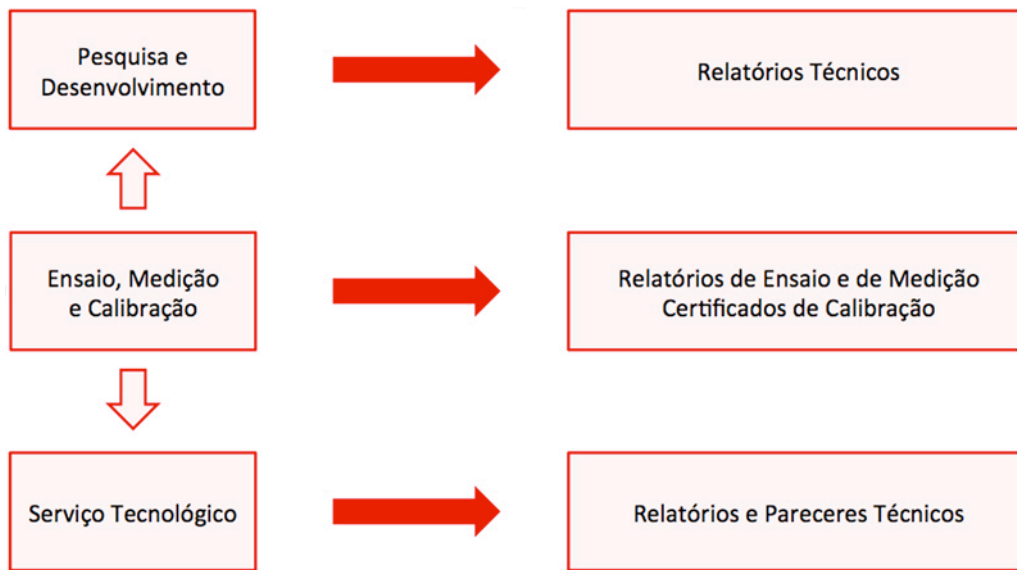 Pesquisa e
Desenvolvimento
Relatórios Técnicos
Ensaio, Medição
e Calibração
Relatórios de Ensaio e de Medição
Certificados de Calibração
Serviço Tecnológico
Relatórios e Pareceres Técnicos